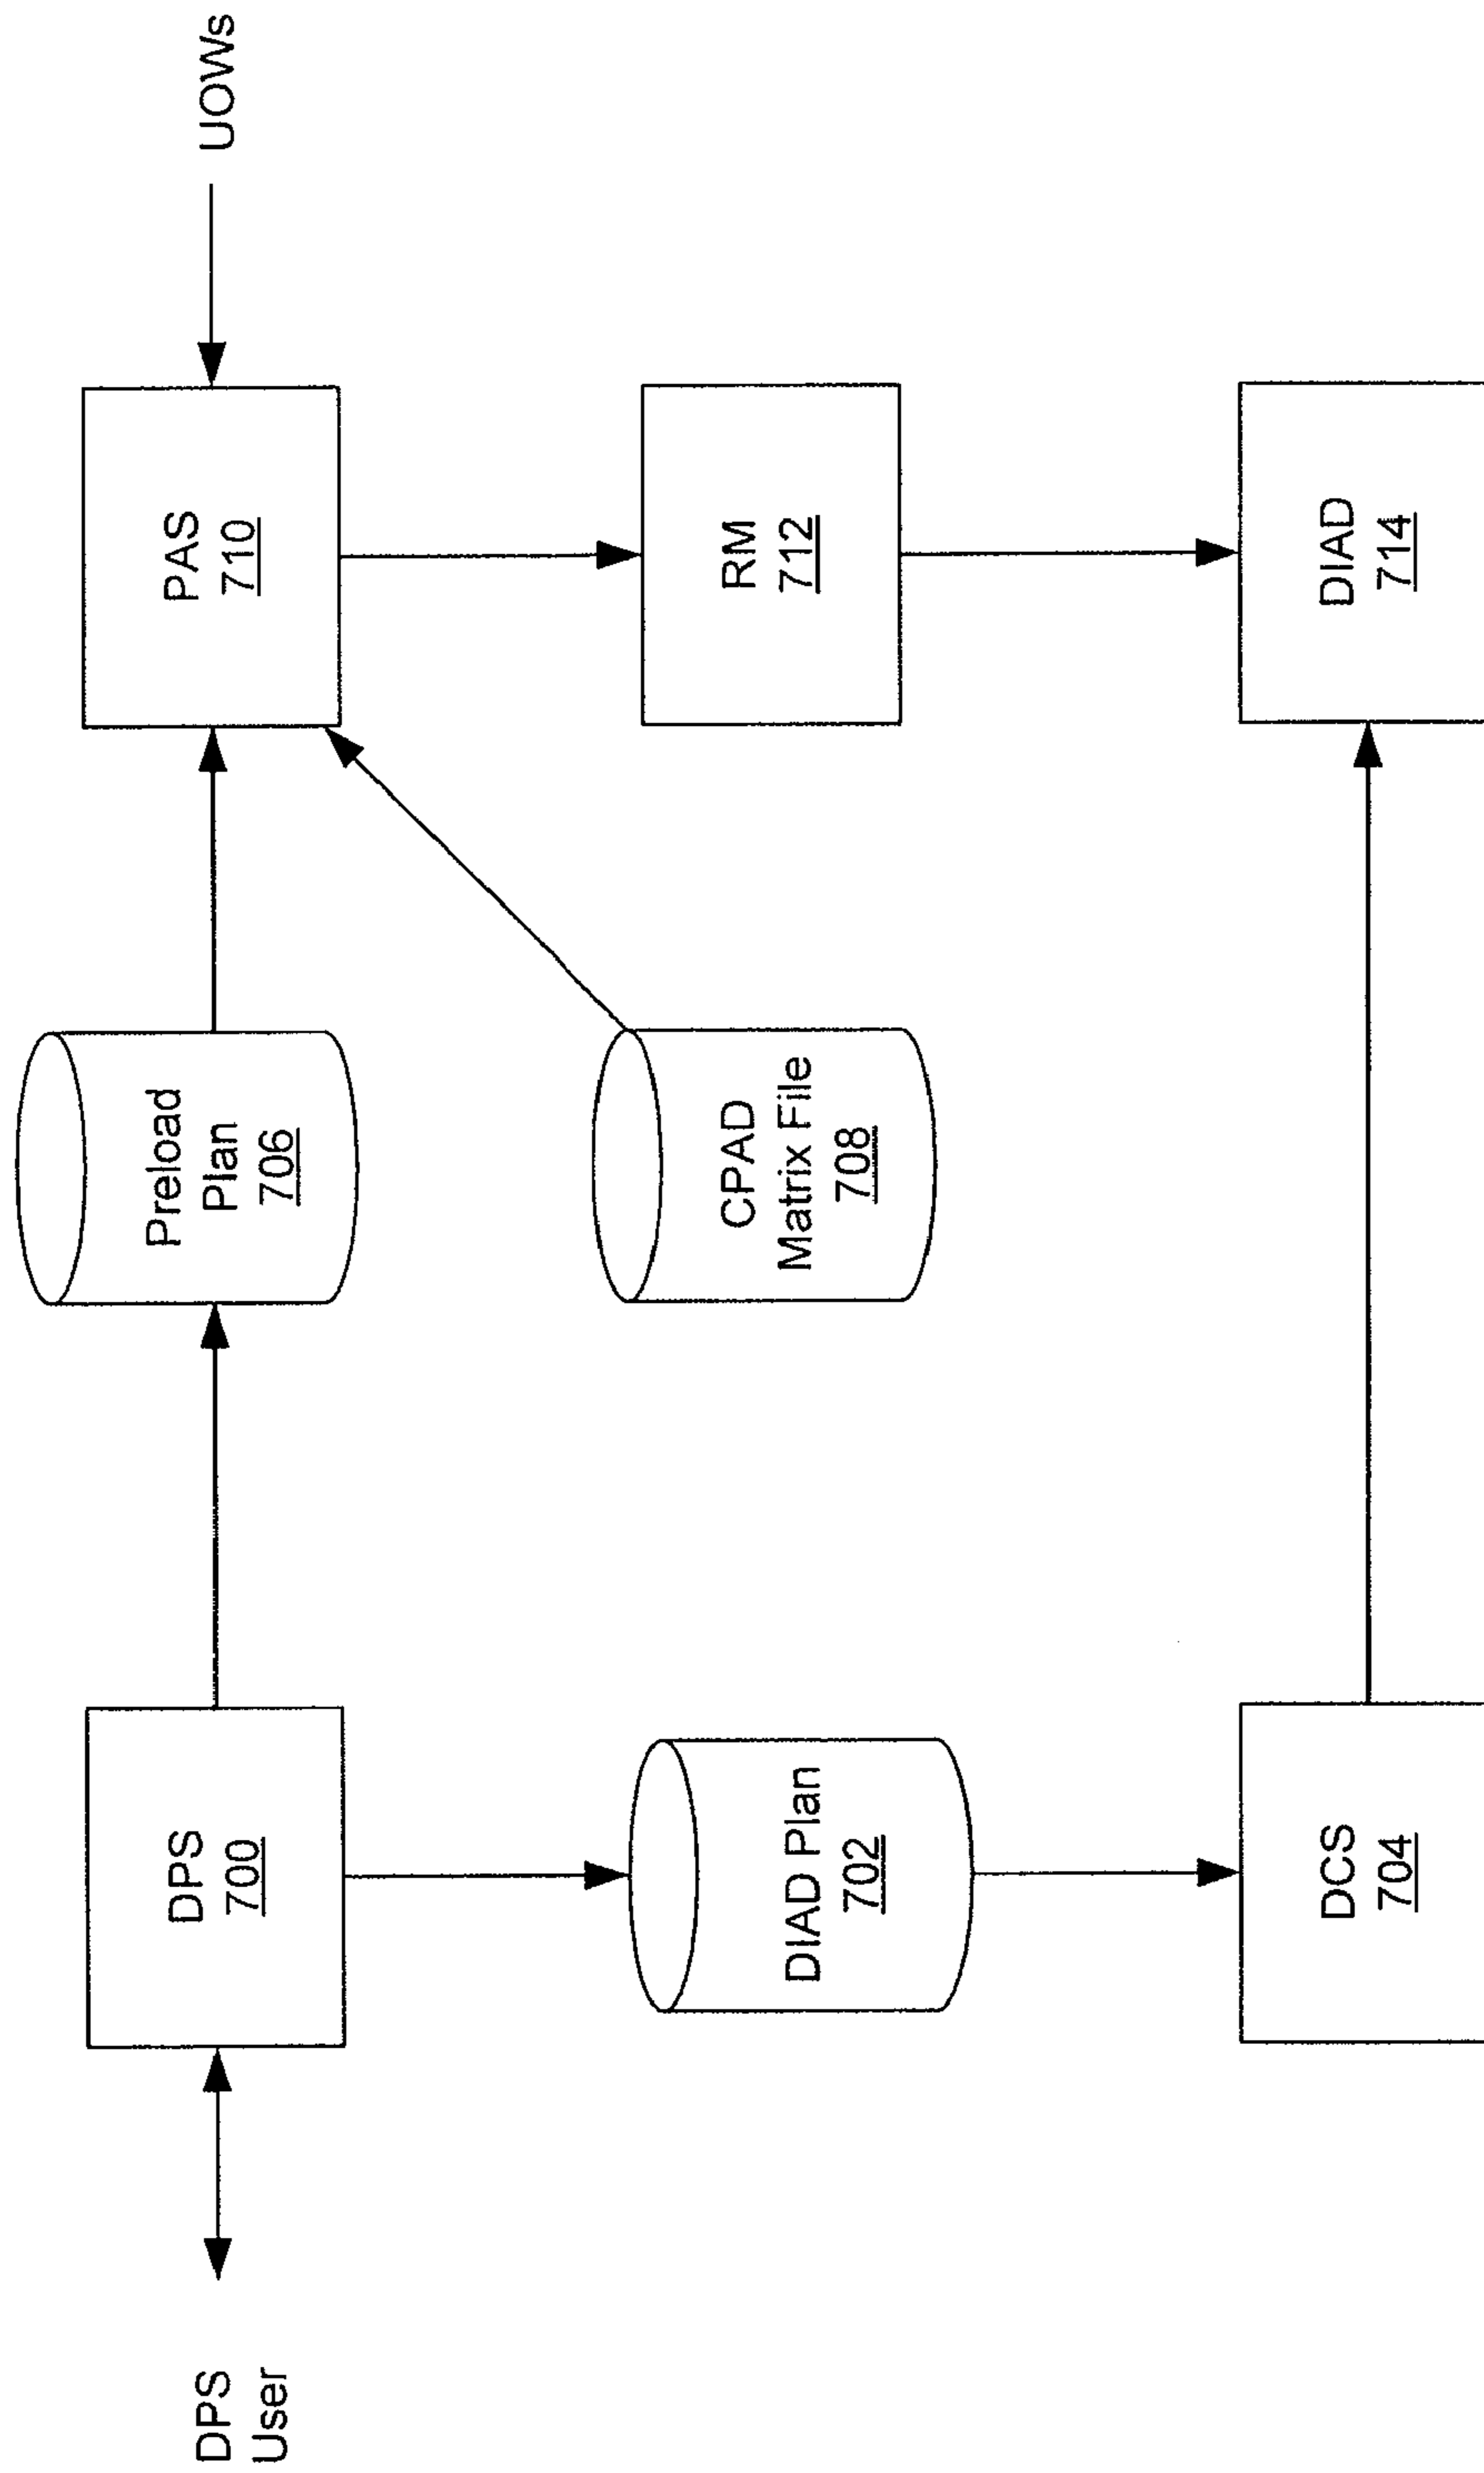 DPS
User
DPS
700
Preload
Plan
706
PAS
710
UOWs
DIAD Plan
702
CPAD
Matrix File
708
RM
712
DCS
704
DIAD
714